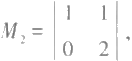 M₂ = | 1 1 |
| 0 2 | ,